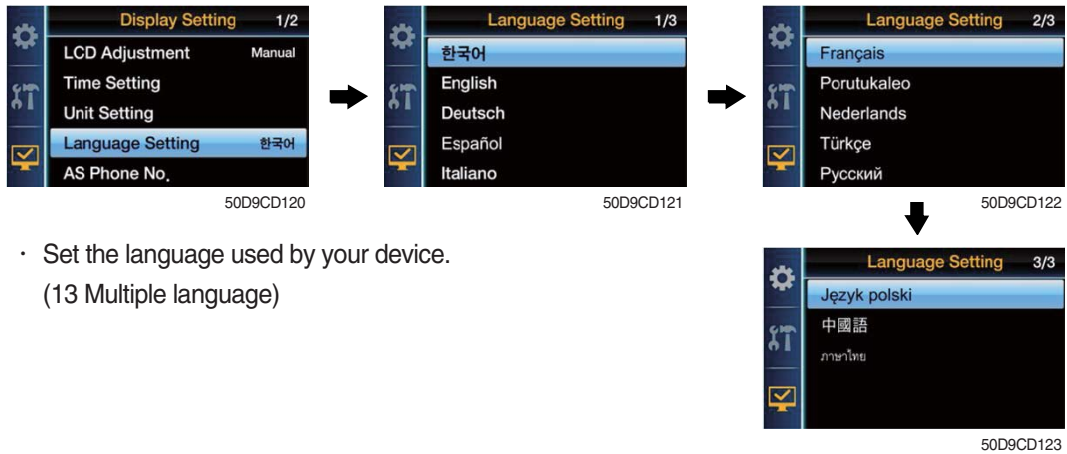 Display Setting 1/2
LCD Adjustment Manual
Time Setting
Unit Setting
Language Setting 한국어
AS Phone No.
50D9CD120
Language Setting 1/3
한국어
English
Deutsch
Español
Italiano
50D9CD121
Language Setting 2/3
Français
Porutukaleo
Nederlands
Türkçe
Русский
50D9CD122
· Set the language used by your device.
(13 Multiple language)
Language Setting 3/3
Język polski
中國語
ภาษาไทย
50D9CD123